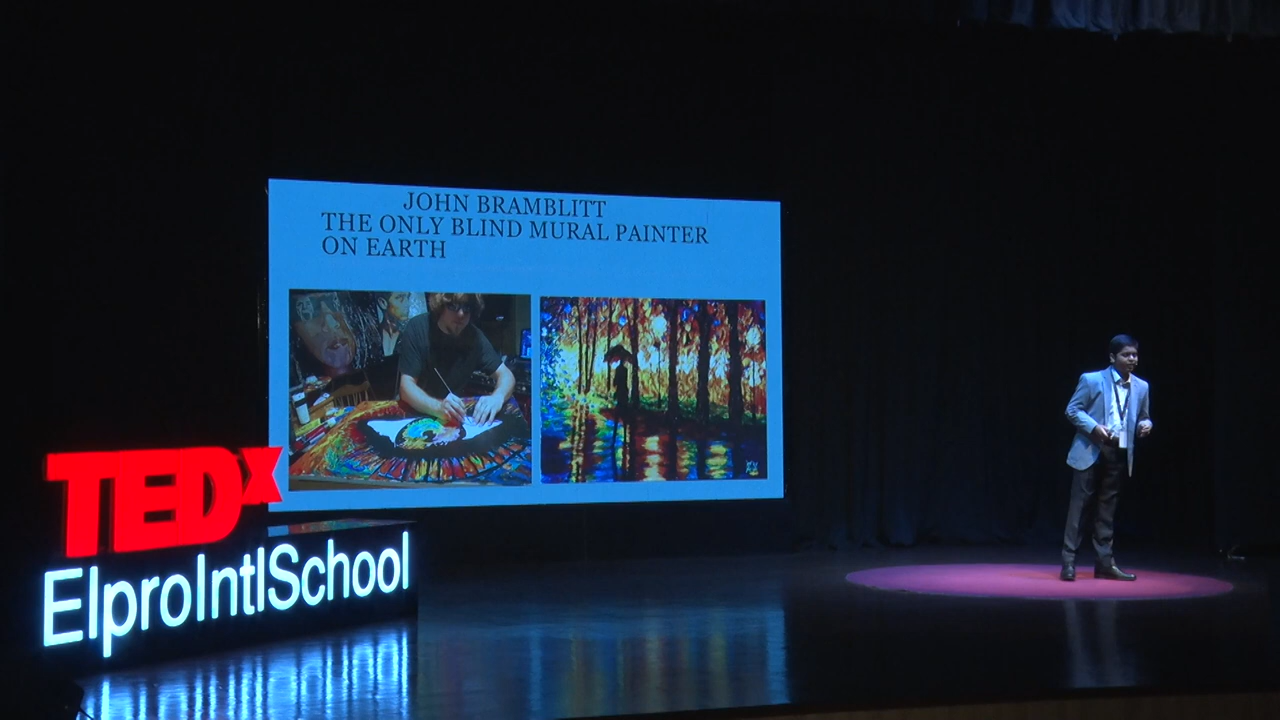 JOHN BRAMBLITT
THE ONLY BLIND MURAL PAINTER
ON EARTH
TEDx
ElproIntlSchool